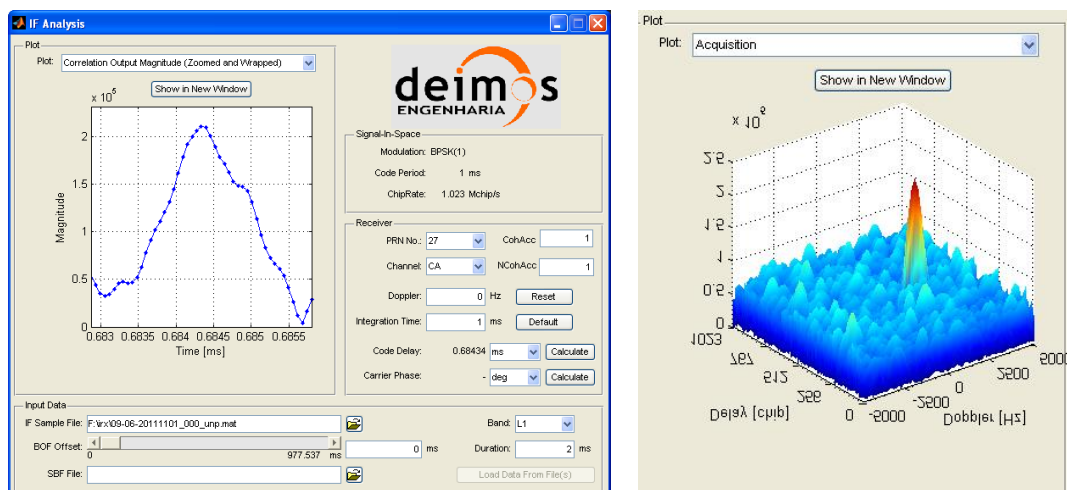 IF Analysis
Plot
Plot: Correlation Output Magnitude (Zoomed and Wrapped)
Show in New Window
x 10^5
2
1.5
1
0.5
0
Magnitude
0.683 0.6835 0.684 0.6845 0.685 0.6855
Time [ms]
deimos
ENGENHARIA
Signal-In-Space
Modulation: BPSK(1)
Code Period: 1 ms
ChipRate: 1.023 Mchip/s
Receiver
PRN No.: 27 CohAcc 1
Channel: CA NCohAcc 1
Doppler: 0 Hz Reset
Integration Time: 1 ms Default
Code Delay: 0.68434 ms Calculate
Carrier Phase: - deg Calculate
Input Data
IF Sample File: F:\rx\09-06-20111101_000_unp.mat
Band: L1
BOF Offset: 0 977.537 ms 0 ms
Duration: 2 ms
SBF File:
Load Data From File(s)
Plot
Plot: Acquisition
Show in New Window
x 10^5
2.5
2
1.5
1
0.5
0
1023
767
512
256
0
Delay [chip]
-5000
-2500
0
2500
5000
Doppler [Hz]